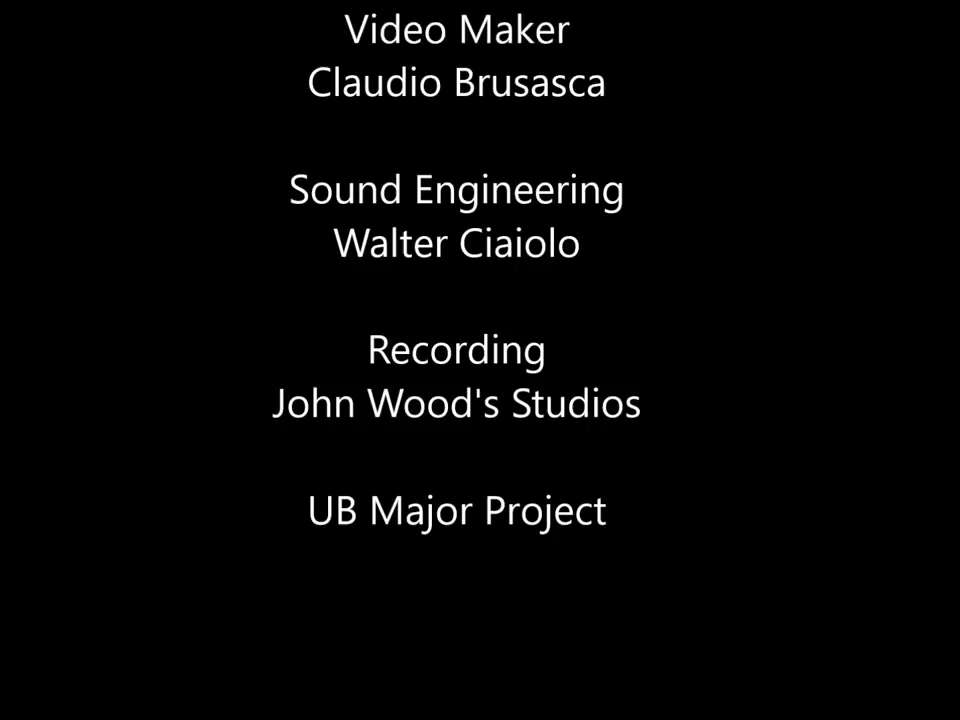 Video Maker
Claudio Brusasca
Sound Engineering
Walter Ciaiolo
Recording
John Wood's Studios
UB Major Project